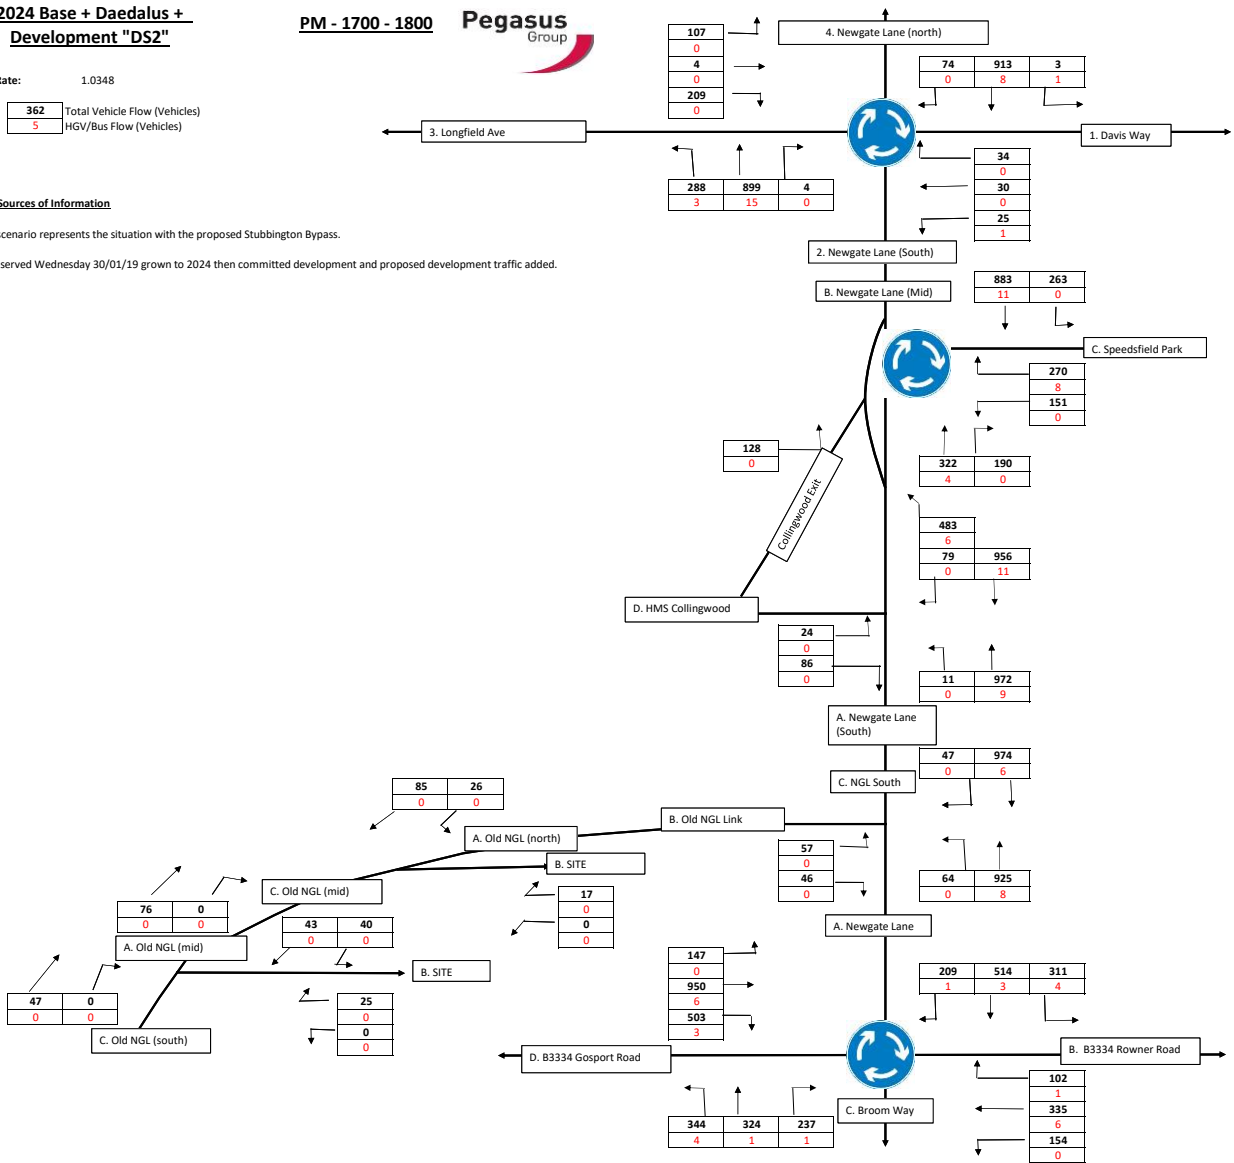 2024 Base + Daedalus +
Development "DS2"
PM - 1700 - 1800
Pegasus
Group
Rate: 1.0348
362 Total Vehicle Flow (Vehicles)
5 HGV/Bus Flow (Vehicles)
Sources of Information
scenario represents the situation with the proposed Stubbington Bypass.
served Wednesday 30/01/19 grown to 2024 then committed development and proposed development traffic added.
107
0
4
0
209
0
4. Newgate Lane (north)
74 913 3
0 8 1
3. Longfield Ave
1. Davis Way
288 899 4
3 15 0
34
0
30
0
25
1
2. Newgate Lane (South)
B. Newgate Lane (Mid)
883 263
11 0
C. Speedsfield Park
270
8
151
0
128
0
Collingwood Exit
322 190
4 0
483
6
79 956
0 11
D. HMS Collingwood
24
0
86
0
11 972
0 9
A. Newgate Lane
(South)
47 974
0 6
C. NGL South
85 26
0 0
B. Old NGL Link
A. Old NGL (north)
B. SITE
57
0
46
0
64 925
0 8
C. Old NGL (mid)
17
0
0
0
76 0
0 0
43 40
0 0
A. Newgate Lane
A. Old NGL (mid)
B. SITE
147
0
950
6
503
3
209 514 311
1 3 4
47 0
0 0
25
0
0
0
C. Old NGL (south)
D. B3334 Gosport Road
B. B3334 Rowner Road
C. Broom Way
344 324 237
4 1 1
102
1
335
6
154
0